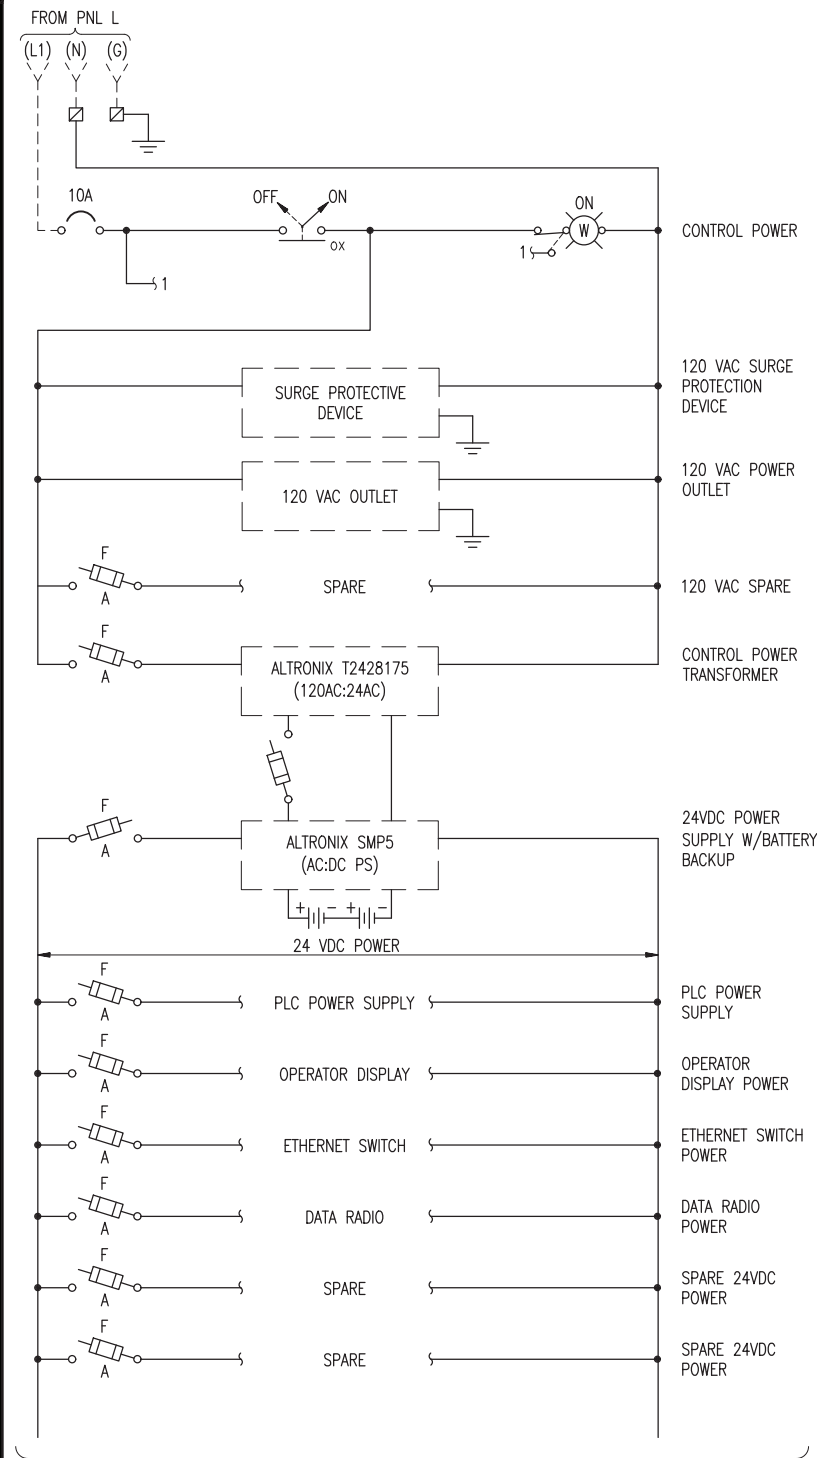 FROM PNL L
(L1) (N) (G)
10A
OFF ON
OX
ON
W
CONTROL POWER
1
1
120 VAC SURGE
PROTECTION
DEVICE
SURGE PROTECTIVE
DEVICE
120 VAC POWER
OUTLET
120 VAC OUTLET
F
A
SPARE
120 VAC SPARE
F
A
ALTRONIX T2428175
(120AC:24AC)
CONTROL POWER
TRANSFORMER
F
A
ALTRONIX SMP5
(AC:DC PS)
24VDC POWER
SUPPLY W/BATTERY
BACKUP
+ - + -
24 VDC POWER
F
A
PLC POWER SUPPLY
PLC POWER
SUPPLY
F
A
OPERATOR DISPLAY
OPERATOR
DISPLAY POWER
F
A
ETHERNET SWITCH
ETHERNET SWITCH
POWER
F
A
DATA RADIO
DATA RADIO
POWER
F
A
SPARE
SPARE 24VDC
POWER
F
A
SPARE
SPARE 24VDC
POWER